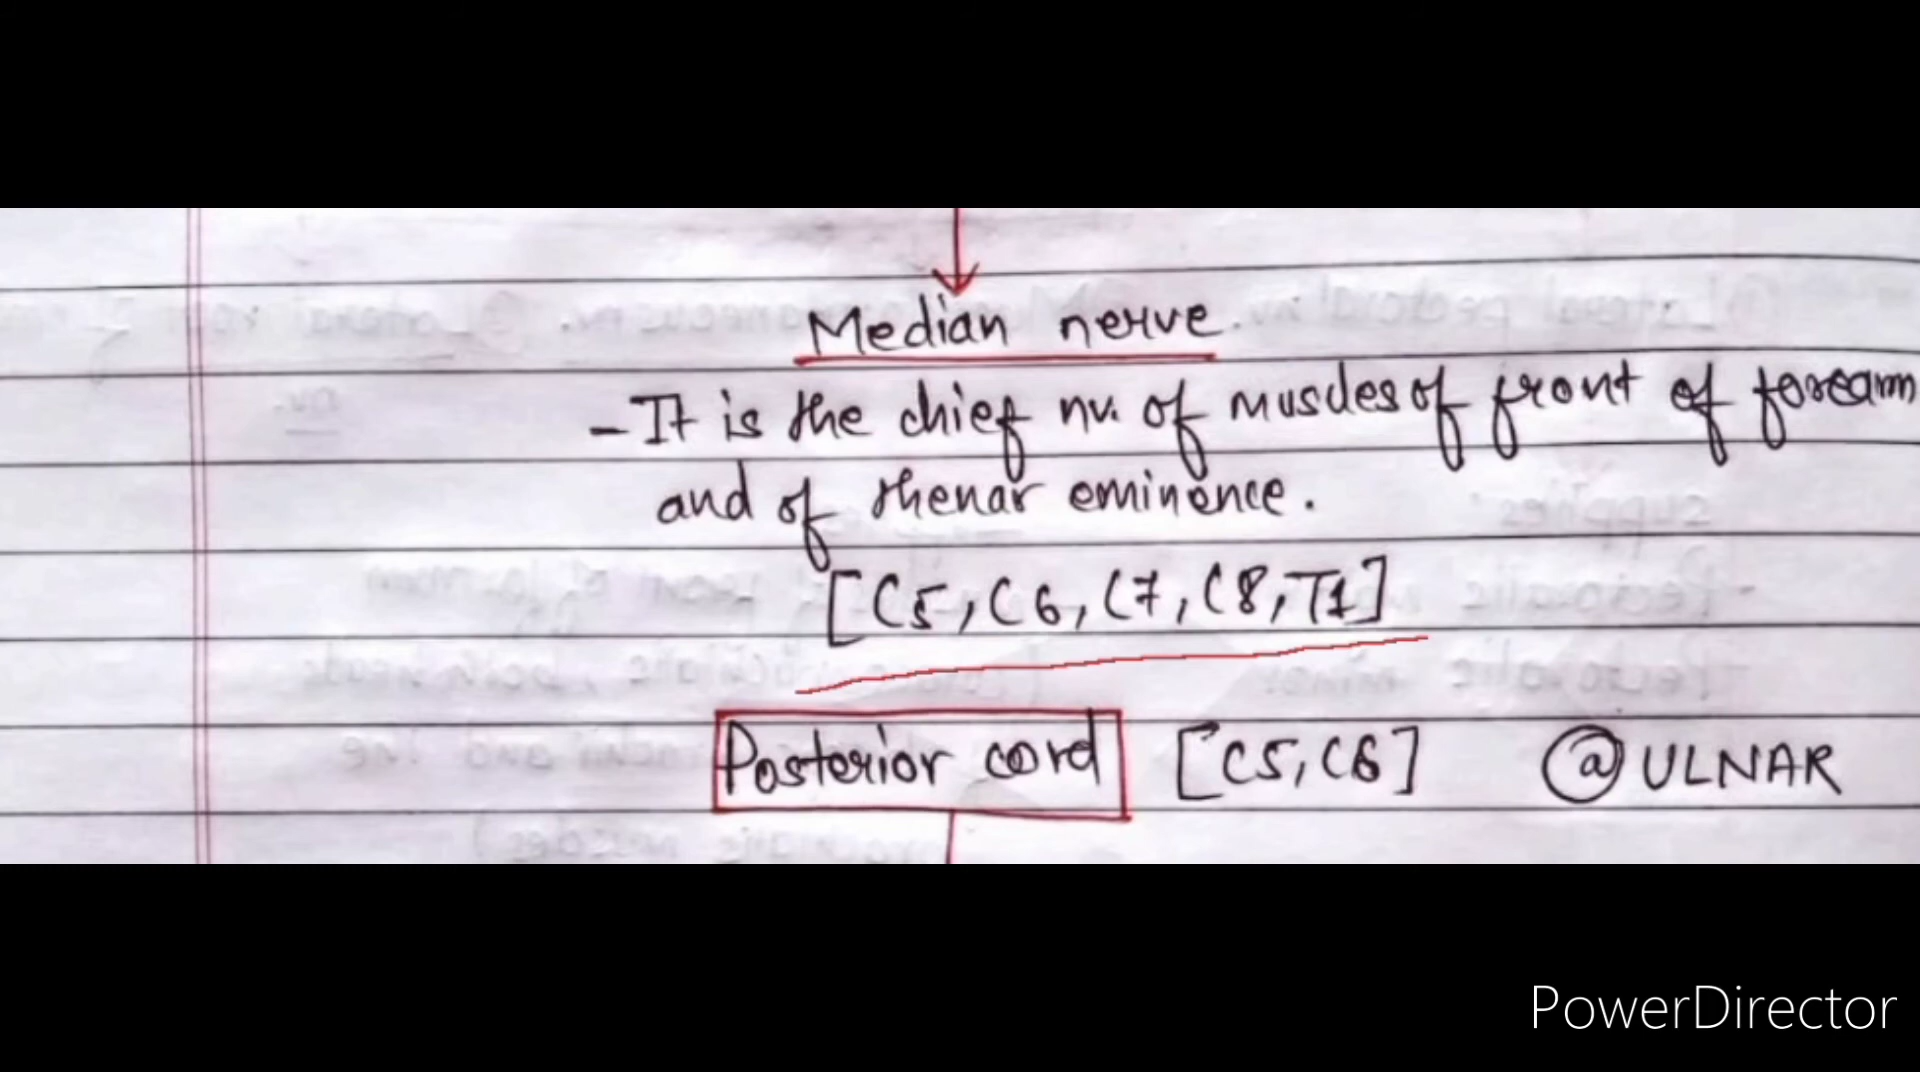 Median nerve.
- It is the chief nv. of muscles of front of forearm
and of thenar eminence.
[C5, C6, C7, C8, T1]
Posterior cord [C5, C6] @ ULNAR
PowerDirector